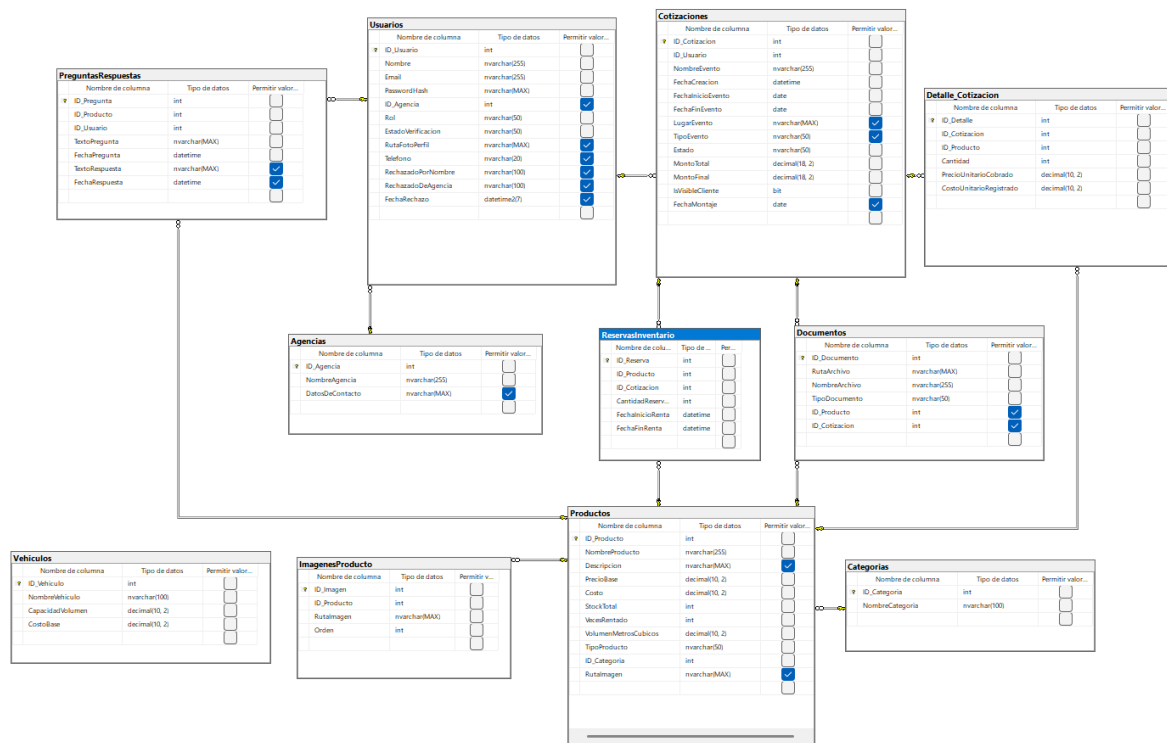 Usuarios
Nombre de columna Tipo de datos Permitir valor...
ID_Usuario int
Nombre nvarchar(255)
Email nvarchar(255)
PasswordHash nvarchar(MAX)
ID_Agencia int
Rol nvarchar(50)
EstadoVerificacion nvarchar(50)
RutaFotoPerfil nvarchar(MAX)
Telefono nvarchar(20)
RechazadoPorNombre nvarchar(100)
RechazadoDeAgencia nvarchar(100)
FechaRechazo datetime2(7)
Cotizaciones
Nombre de columna Tipo de datos Permitir valor...
ID_Cotizacion int
ID_Usuario int
NombreEvento nvarchar(255)
FechaCreacion datetime
FechaInicioEvento date
FechaFinEvento date
LugarEvento nvarchar(MAX)
TipoEvento nvarchar(50)
Estado nvarchar(50)
MontoTotal decimal(18, 2)
MontoFinal decimal(18, 2)
IsVisibleCliente bit
FechaMontaje date
PreguntasRespuestas
Nombre de columna Tipo de datos Permitir valor...
ID_Pregunta int
ID_Producto int
ID_Usuario int
TextoPregunta nvarchar(MAX)
FechaPregunta datetime
TextoRespuesta nvarchar(MAX)
FechaRespuesta datetime
Detalle_Cotizacion
Nombre de columna Tipo de datos Permitir valor...
ID_Detalle int
ID_Cotizacion int
ID_Producto int
Cantidad int
PrecioUnitarioCobrado decimal(10, 2)
CostoUnitarioRegistrado decimal(10, 2)
Agencias
Nombre de columna Tipo de datos Permitir valor...
ID_Agencia int
NombreAgencia nvarchar(255)
DatosDeContacto nvarchar(MAX)
ReservasInventario
Nombre de colu... Tipo de ... Per...
ID_Reserva int
ID_Producto int
ID_Cotizacion int
CantidadReserv... int
FechaInicioRenta datetime
FechaFinRenta datetime
Documentos
Nombre de columna Tipo de datos Permitir valor...
ID_Documento int
RutaArchivo nvarchar(MAX)
NombreArchivo nvarchar(255)
TipoDocumento nvarchar(50)
ID_Producto int
ID_Cotizacion int
Productos
Nombre de columna Tipo de datos Permitir valor...
ID_Producto int
NombreProducto nvarchar(255)
Descripcion nvarchar(MAX)
PrecioBase decimal(10, 2)
Costo decimal(10, 2)
StockTotal int
VecesRentado int
VolumenMetrosCubicos decimal(10, 2)
TipoProducto nvarchar(50)
ID_Categoria int
RutaImagen nvarchar(MAX)
Vehiculos
Nombre de columna Tipo de datos Permitir valor...
ID_Vehiculo int
NombreVehiculo nvarchar(100)
CapacidadVolumen decimal(10, 2)
CostoBase decimal(10, 2)
ImagenesProducto
Nombre de columna Tipo de datos Permitir v...
ID_Imagen int
ID_Producto int
RutaImagen nvarchar(MAX)
Orden int
Categorias
Nombre de columna Tipo de datos Permitir valor...
ID_Categoria int
NombreCategoria nvarchar(100)